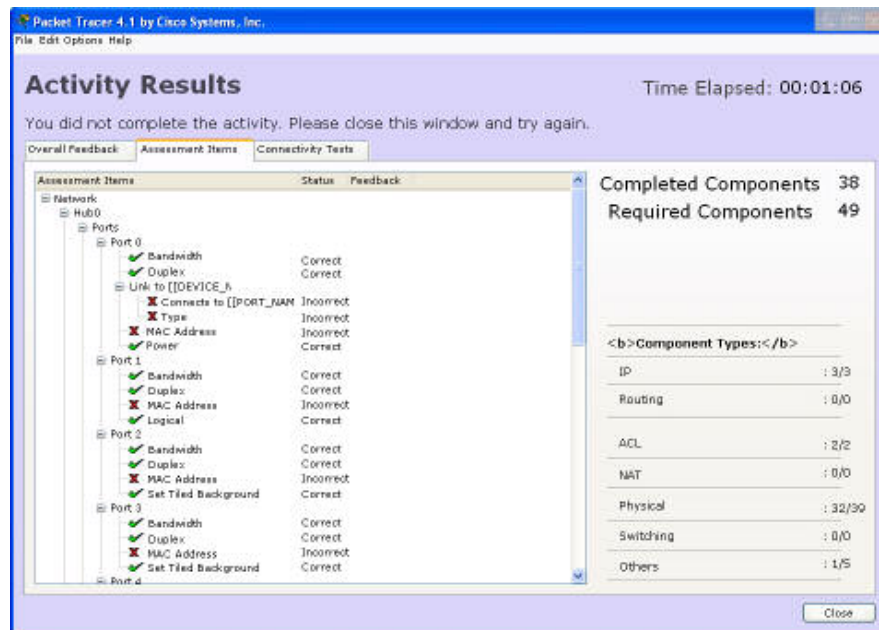 Packet Tracer 4.1 by Cisco Systems, Inc.
File Edit Options Help
Activity Results
Time Elapsed: 00:01:06
You did not complete the activity. Please close this window and try again.
Overall Feedback Assessment Items Connectivity Tests
Assessment Items Status Feedback
Network
Hub0
Ports
Port 0
Bandwidth Correct
Duplex Correct
Link to [[DEVICE_N
Connects to [[PORT_NAM Incorrect
Type Incorrect
MAC Address Incorrect
Power Correct
Port 1
Bandwidth Correct
Duplex Correct
MAC Address Incorrect
Logical Correct
Port 2
Bandwidth Correct
Duplex Correct
MAC Address Incorrect
Set Tiled Background Correct
Port 3
Bandwidth Correct
Duplex Correct
MAC Address Incorrect
Set Tiled Background Correct
Port 4
Completed Components 38
Required Components 49
<b>Component Types:</b>
IP : 3/3
Routing : 0/0
ACL : 2/2
NAT : 0/0
Physical : 32/39
Switching : 0/0
Others : 1/5
Close